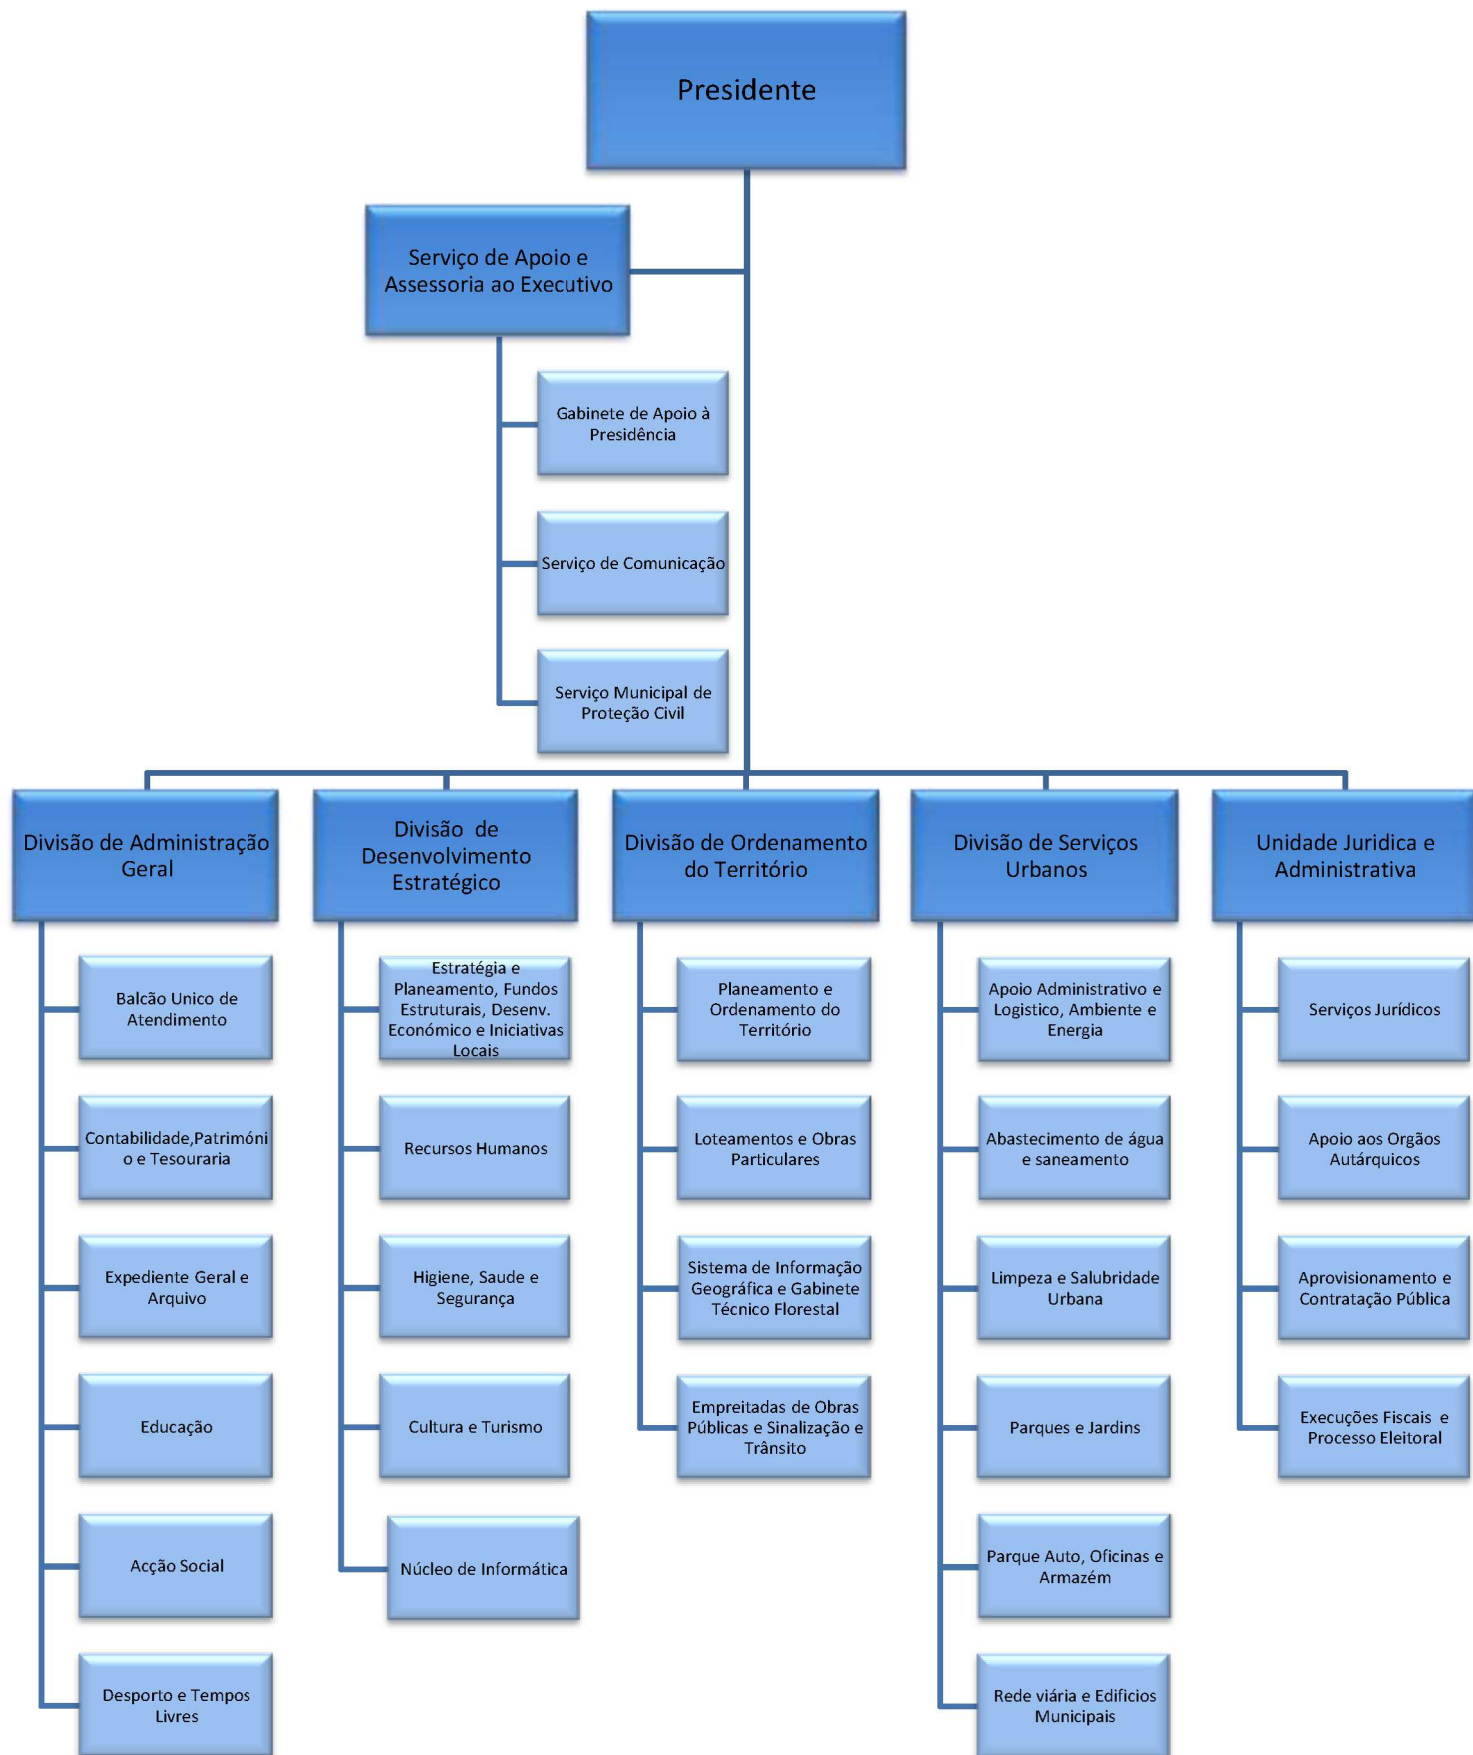 Presidente
Serviço de Apoio e
Assessoria ao Executivo
Gabinete de Apoio à
Presidência
Serviço de Comunicação
Serviço Municipal de
Proteção Civil
Divisão de Administração
Geral
Balcão Unico de
Atendimento
Contabilidade,Patrimóni
o e Tesouraria
Expediente Geral e
Arquivo
Educação
Acção Social
Desporto e Tempos
Livres
Divisão de
Desenvolvimento
Estratégico
Estratégia e
Planeamento, Fundos
Estruturais, Desenv.
Económico e Iniciativas
Locais
Recursos Humanos
Higiene, Saude e
Segurança
Cultura e Turismo
Núcleo de Informática
Divisão de Ordenamento
do Território
Planeamento e
Ordenamento do
Território
Loteamentos e Obras
Particulares
Sistema de Informação
Geográfica e Gabinete
Técnico Florestal
Empreitadas de Obras
Públicas e Sinalização e
Trânsito
Divisão de Serviços
Urbanos
Apoio Administrativo e
Logistico, Ambiente e
Energia
Abastecimento de água
e saneamento
Limpeza e Salubridade
Urbana
Parques e Jardins
Parque Auto, Oficinas e
Armazém
Rede viária e Edificios
Municipais
Unidade Juridica e
Administrativa
Serviços Jurídicos
Apoio aos Orgãos
Autárquicos
Aprovisionamento e
Contratação Pública
Execuções Fiscais e
Processo Eleitoral